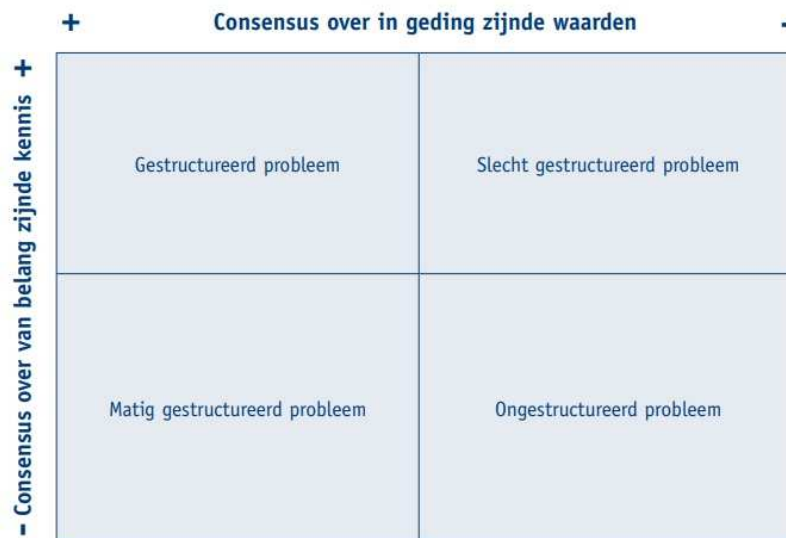 + Consensus over in geding zijnde waarden -
- Consensus over van belang zijnde kennis +
Gestructureerd probleem
Slecht gestructureerd probleem
Matig gestructureerd probleem
Ongestructureerd probleem